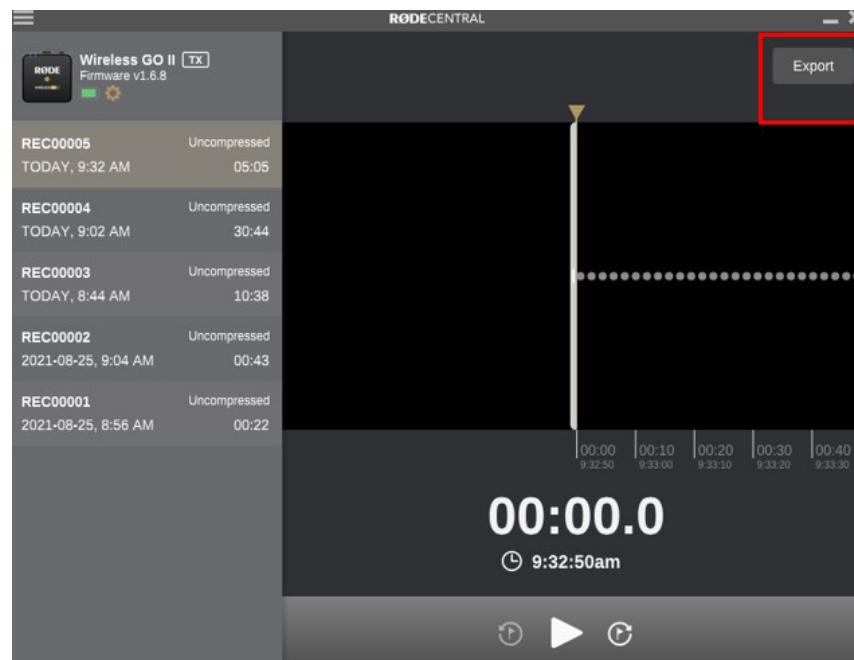 RØDECENTRAL
Wireless GO II TX
Firmware v1.6.8
RØDE
Export
REC00005 Uncompressed
TODAY, 9:32 AM 05:05
REC00004 Uncompressed
TODAY, 9:02 AM 30:44
REC00003 Uncompressed
TODAY, 8:44 AM 10:38
REC00002 Uncompressed
2021-08-25, 9:04 AM 00:43
REC00001 Uncompressed
2021-08-25, 8:56 AM 00:22
00:00 00:10 00:20 00:30 00:40
9:32:50 9:33:00 9:33:10 9:33:20 9:33:30
00:00.0
9:32:50am